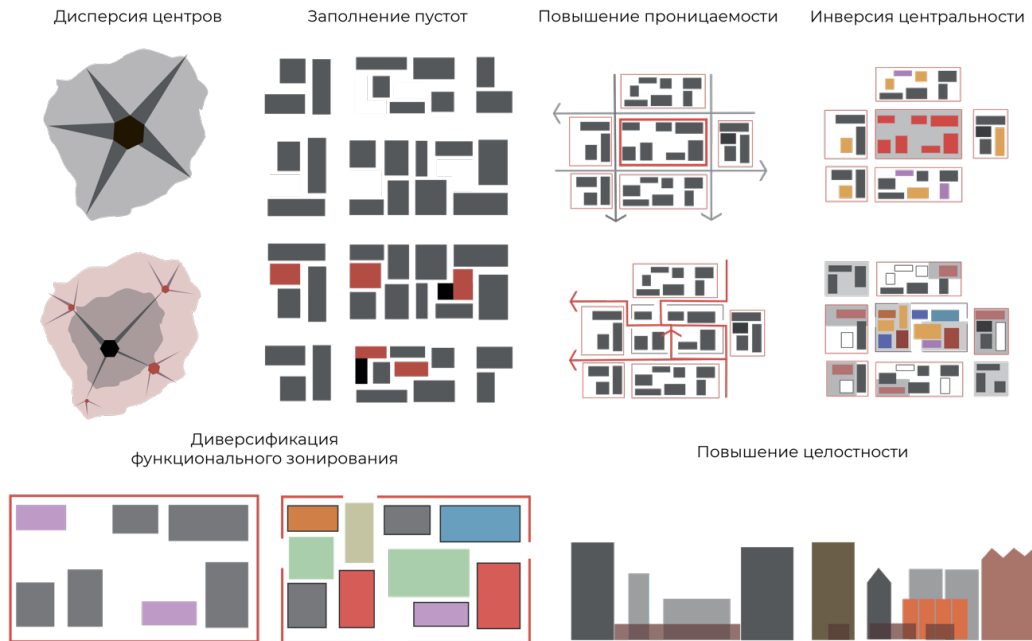 Дисперсия центров
Заполнение пустот
Повышение проницаемости
Инверсия центральности
Диверсификация
функционального зонирования
Повышение целостности